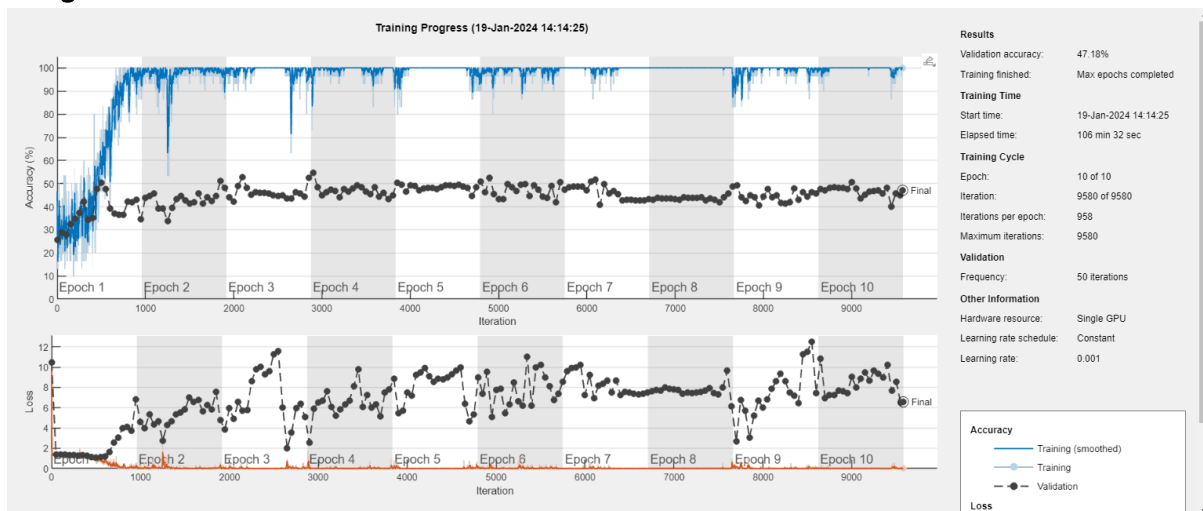 Training Progress (19-Jan-2024 14:14:25)
100
90
80
70
60
50
40
30
20
10
0
Accuracy (%)
Final
Epoch 1 Epoch 2 Epoch 3 Epoch 4 Epoch 5 Epoch 6 Epoch 7 Epoch 8 Epoch 9 Epoch 10
0 1000 2000 3000 4000 5000 6000 7000 8000 9000
Iteration
12
10
8
6
4
2
0
Loss
Final
Epoch 1 Epoch 2 Epoch 3 Epoch 4 Epoch 5 Epoch 6 Epoch 7 Epoch 8 Epoch 9 Epoch 10
0 1000 2000 3000 4000 5000 6000 7000 8000 9000
Iteration
Results
Validation accuracy: 47.18%
Training finished: Max epochs completed
Training Time
Start time: 19-Jan-2024 14:14:25
Elapsed time: 106 min 32 sec
Training Cycle
Epoch: 10 of 10
Iteration: 9580 of 9580
Iterations per epoch: 958
Maximum iterations: 9580
Validation
Frequency: 50 iterations
Other Information
Hardware resource: Single GPU
Learning rate schedule: Constant
Learning rate: 0.001
Accuracy
Training (smoothed)
Training
Validation
Loss